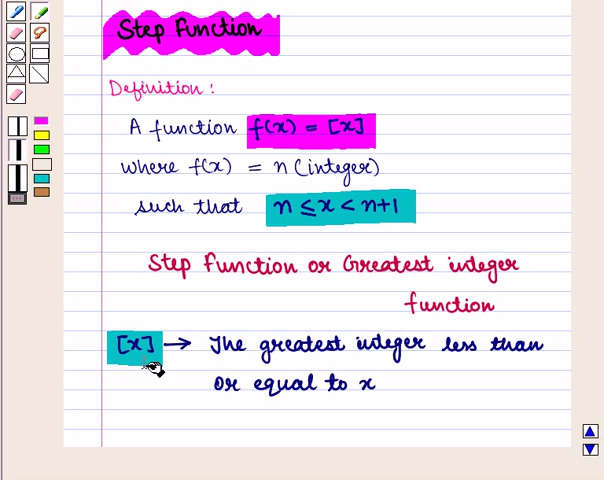 Step Function
Definition:
A function f(x) = [x]
where f(x) = n (integer)
such that n ≤ x < n+1
Step Function or Greatest integer
function
[x] → The greatest integer less than
or equal to x